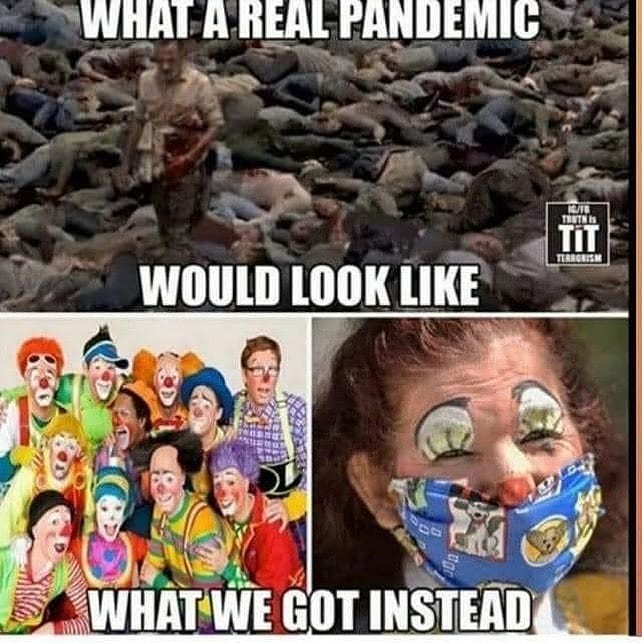 WHAT A REAL PANDEMIC
IG/FB
TRUTH is
TiT
TERRORISM
WOULD LOOK LIKE
WHAT WE GOT INSTEAD